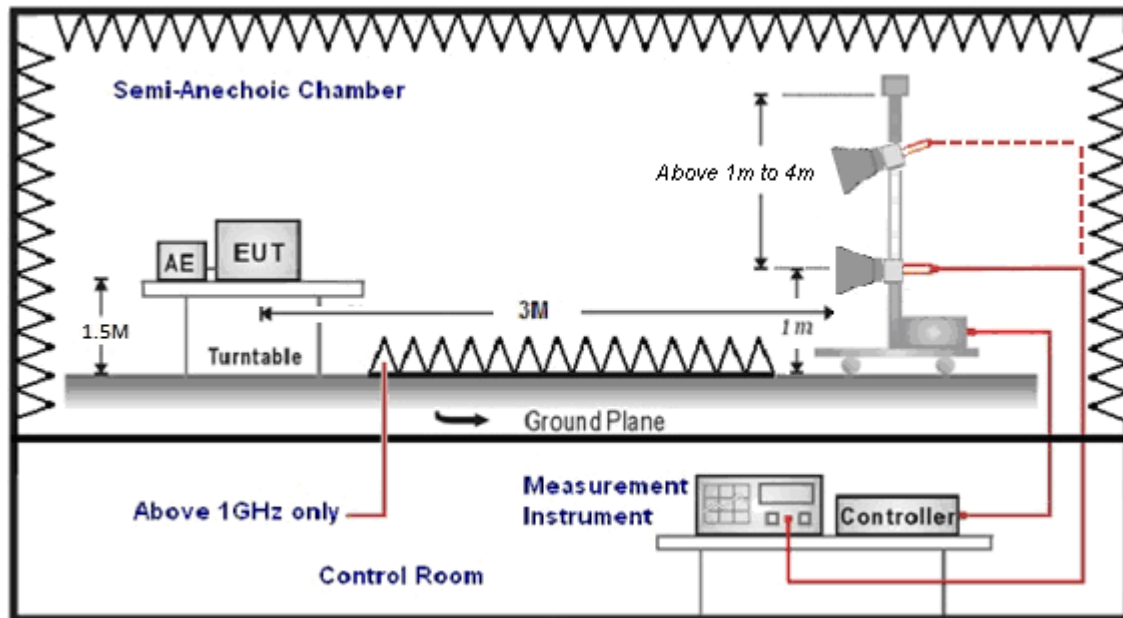 Semi-Anechoic Chamber
Above 1m to 4m
AE
EUT
3M
1m
1.5M
Turntable
Ground Plane
Above 1GHz only
Measurement
Instrument
Controller
Control Room